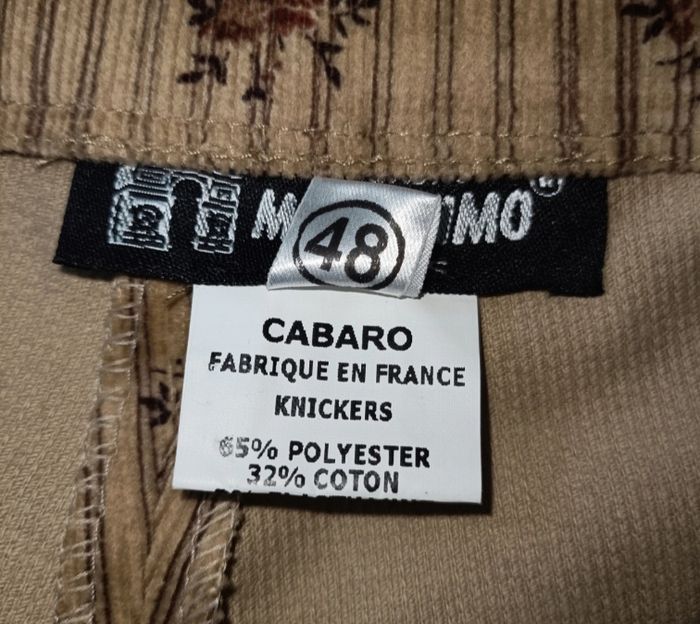 48
CABARO
FABRIQUE EN FRANCE
KNICKERS
65% POLYESTER
32% COTON